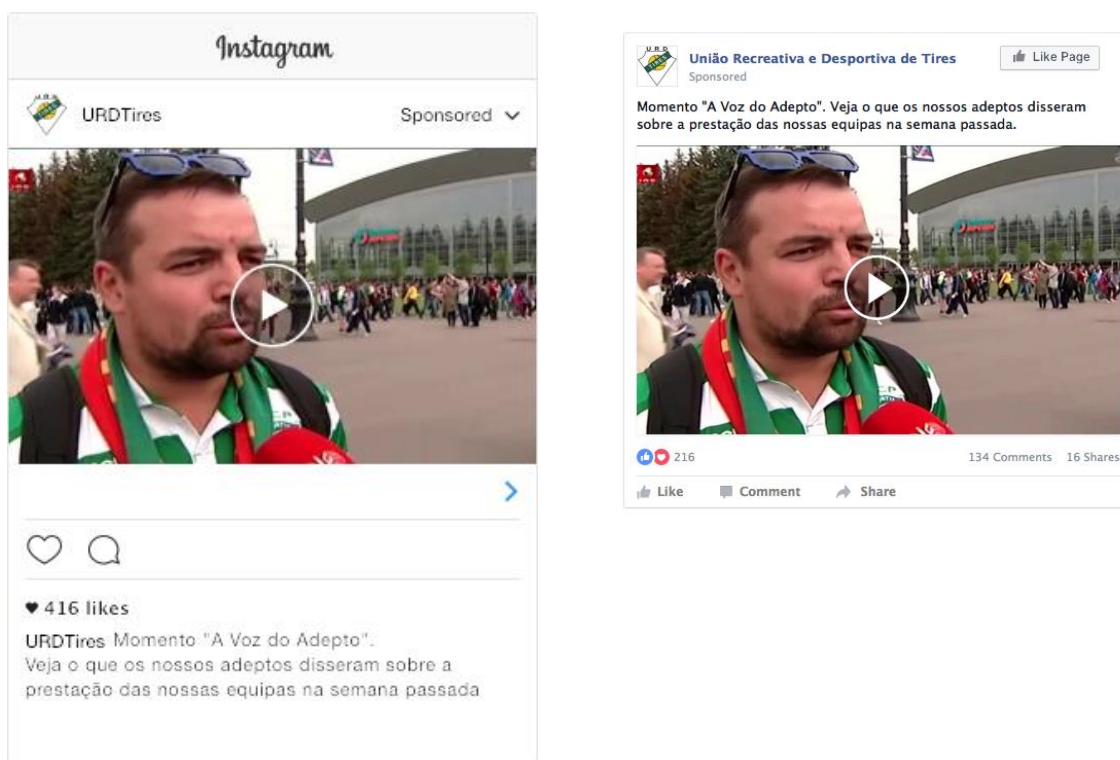 Instagram
URDTires
Sponsored
416 likes
URDTires Momento "A Voz do Adepto".
Veja o que os nossos adeptos disseram sobre a
prestação das nossas equipas na semana passada
URD
TIRES
União Recreativa e Desportiva de Tires
Sponsored
Like Page
Momento "A Voz do Adepto". Veja o que os nossos adeptos disseram
sobre a prestação das nossas equipas na semana passada.
216
134 Comments 16 Shares
Like Comment Share